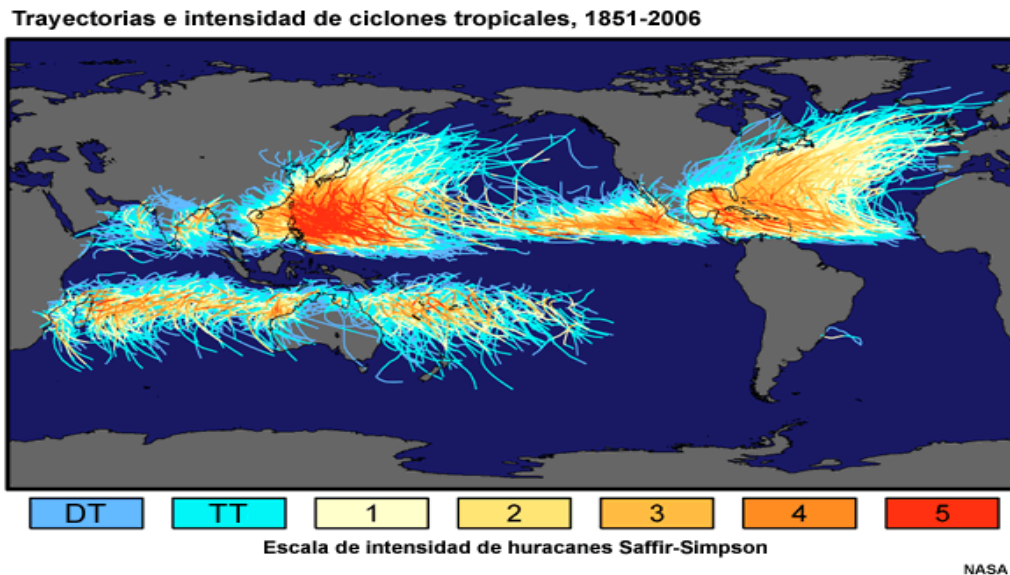 Trayectorias e intensidad de ciclones tropicales, 1851-2006
DT TT 1 2 3 4 5
Escala de intensidad de huracanes Saffir-Simpson
NASA